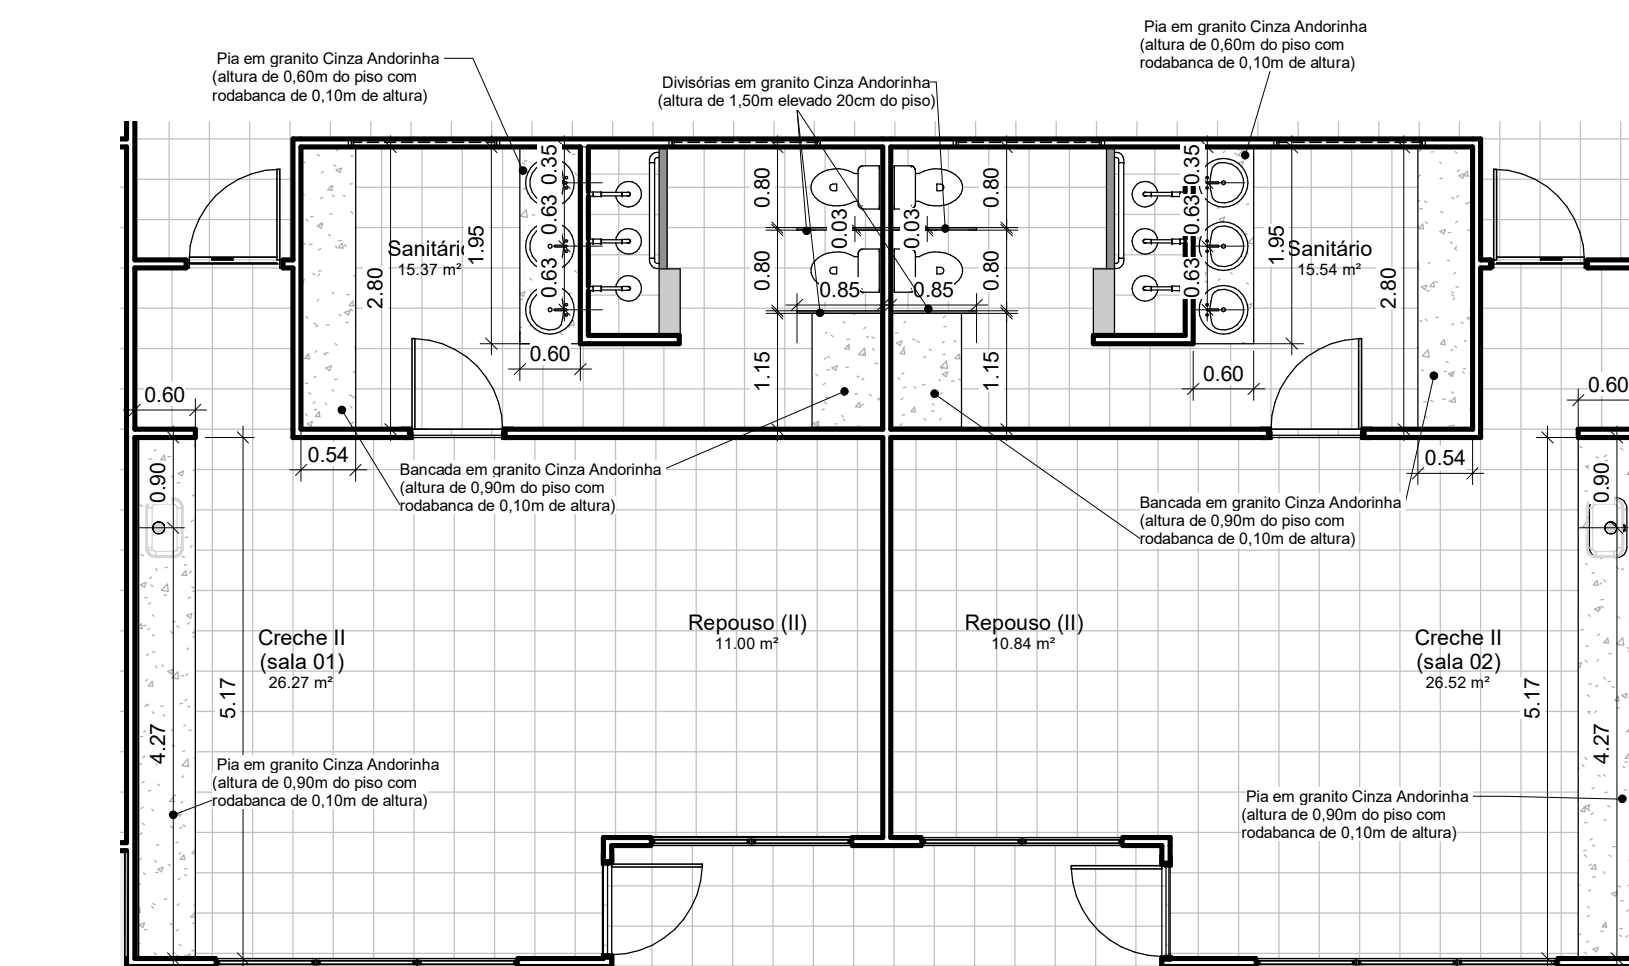 Pia em granito Cinza Andorinha
(altura de 0,60m do piso com
rodabanca de 0,10m de altura)
Divisórias em granito Cinza Andorinha
(altura de 1,50m elevado 20cm do piso)
Pia em granito Cinza Andorinha
(altura de 0,60m do piso com
rodabanca de 0,10m de altura)
Sanitário
15.37 m²
2.80
1.95
0.35
0.63
0.63
0.60
0.80
0.80
1.15
0.03
0.03
0.85
0.85
0.80
0.80
1.15
0.35
0.63
0.63
0.60
1.95
Sanitário
15.54 m²
2.80
0.60
0.54
0.90
Bancada em granito Cinza Andorinha
(altura de 0,90m do piso com
rodabanca de 0,10m de altura)
Bancada em granito Cinza Andorinha
(altura de 0,90m do piso com
rodabanca de 0,10m de altura)
0.54
0.60
0.90
Creche II
(sala 01)
26.27 m²
Repouso (II)
11.00 m²
Repouso (II)
10.84 m²
Creche II
(sala 02)
26.52 m²
5.17
4.27
5.17
4.27
Pia em granito Cinza Andorinha
(altura de 0,90m do piso com
rodabanca de 0,10m de altura)
Pia em granito Cinza Andorinha
(altura de 0,90m do piso com
rodabanca de 0,10m de altura)